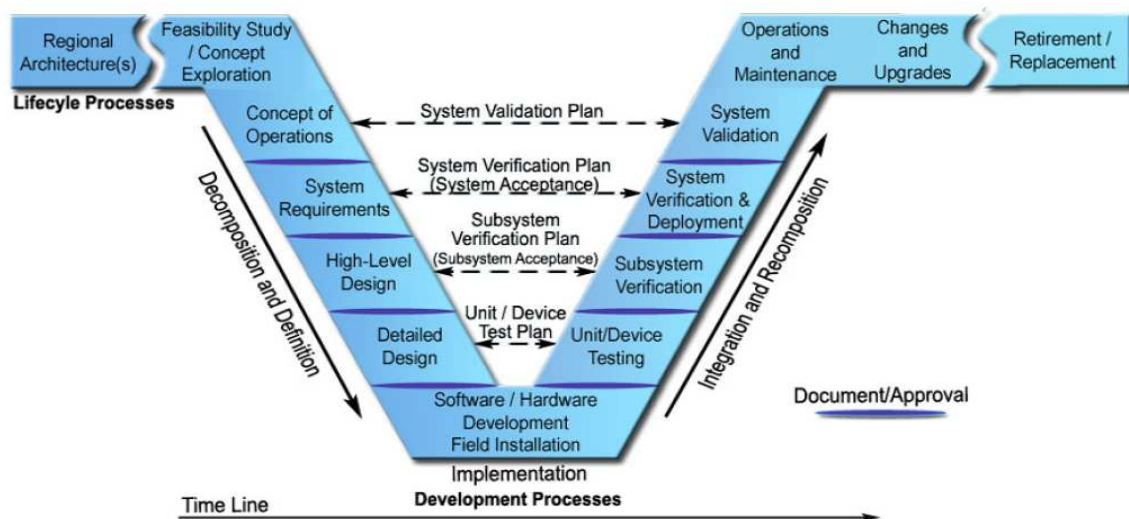 Regional
Architecture(s)
Feasibility Study
/ Concept
Exploration
Operations
and
Maintenance
Changes
and
Upgrades
Retirement /
Replacement
Lifecyle Processes
Concept of
Operations
System Validation Plan
System
Validation
System
Requirements
System Verification Plan
(System Acceptance)
System
Verification &
Deployment
High-Level
Design
Subsystem
Verification Plan
(Subsystem Acceptance)
Subsystem
Verification
Detailed
Design
Unit / Device
Test Plan
Unit/Device
Testing
Decomposition and Definition
Integration and Recomposition
Software / Hardware
Development
Field Installation
Document/Approval
Implementation
Development Processes
Time Line